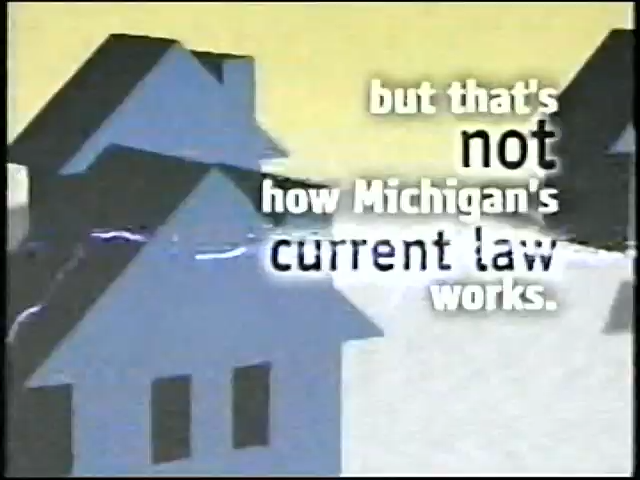 but that's
not
how Michigan's
current law
works.